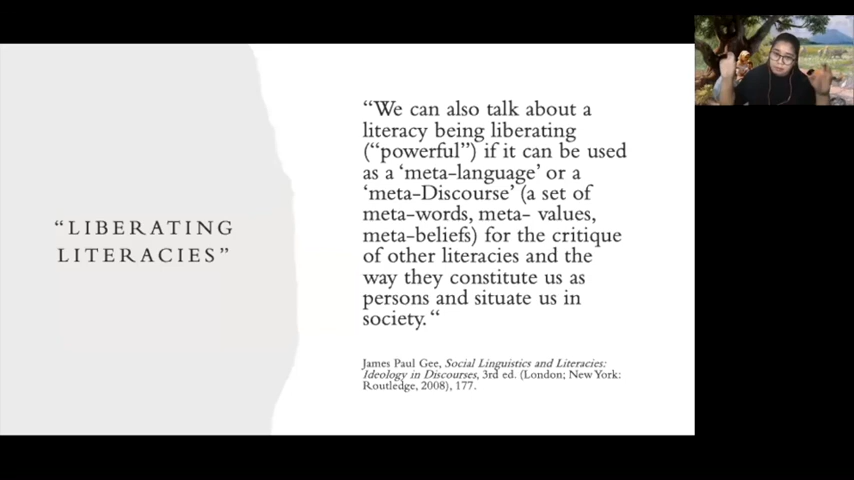 “LIBERATING
LITERACIES”
“We can also talk about a
literacy being liberating
(“powerful”) if it can be used
as a ‘meta-language’ or a
‘meta-Discourse’ (a set of
meta-words, meta- values,
meta-beliefs) for the critique
of other literacies and the
way they constitute us as
persons and situate us in
society.“
James Paul Gee, Social Linguistics and Literacies:
Ideology in Discourses, 3rd ed. (London; New York:
Routledge, 2008), 177.